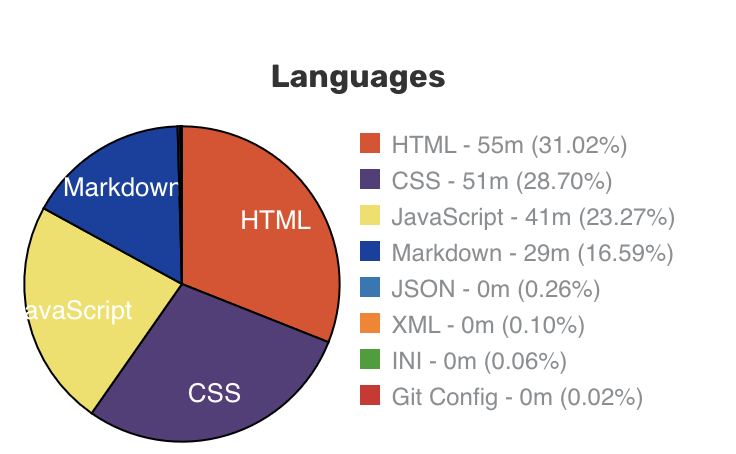 Languages
HTML - 55m (31.02%)
CSS - 51m (28.70%)
JavaScript - 41m (23.27%)
Markdown - 29m (16.59%)
JSON - 0m (0.26%)
XML - 0m (0.10%)
INI - 0m (0.06%)
Git Config - 0m (0.02%)
Markdown
HTML
avaScript
CSS